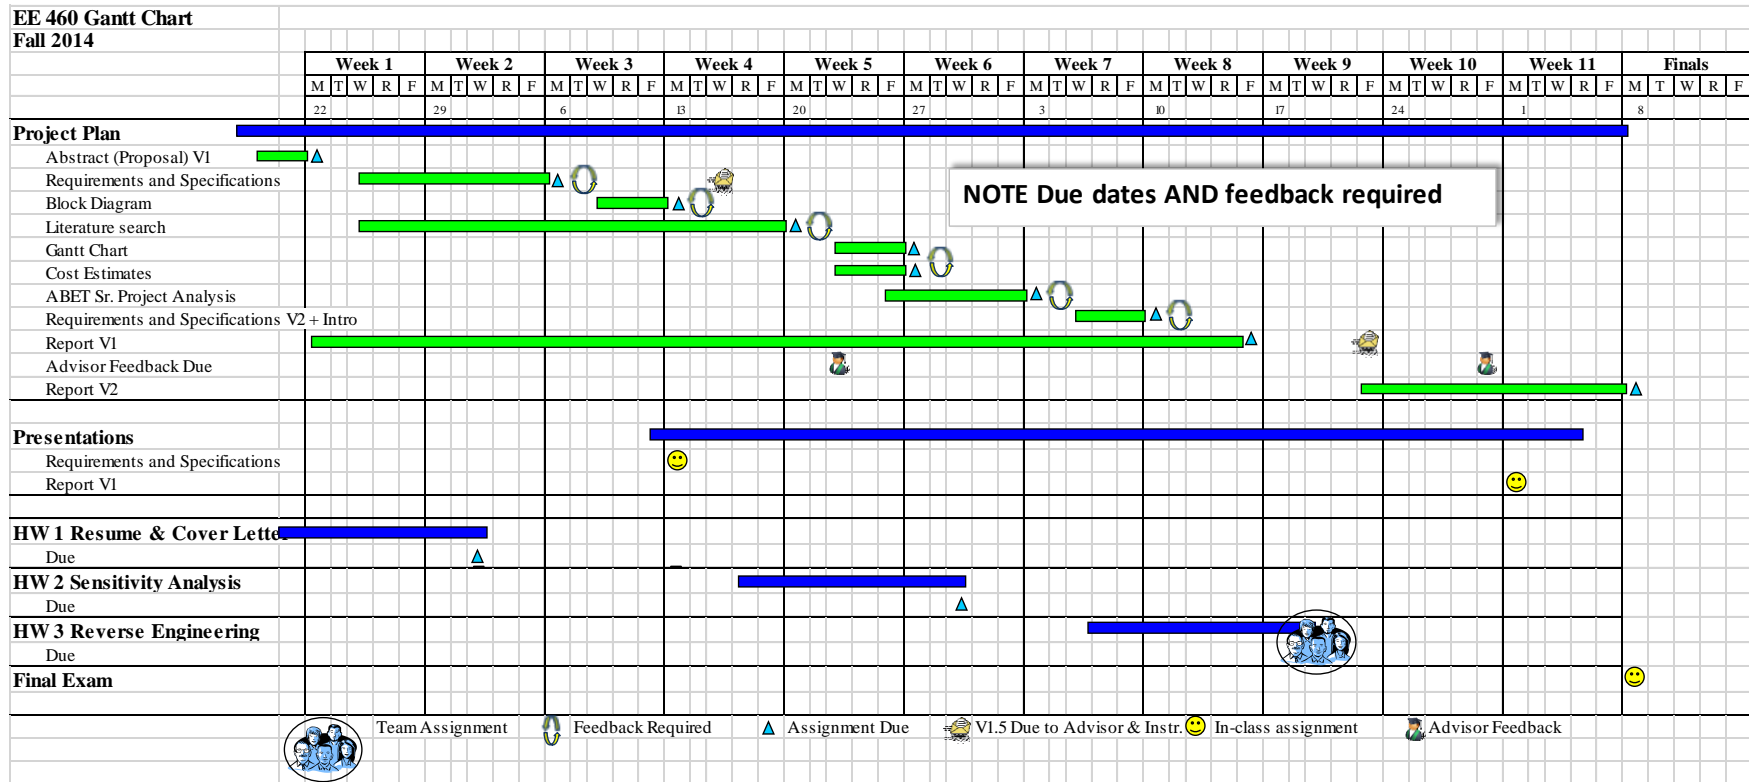 EE 460 Gantt Chart
Fall 2014
Week 1 Week 2 Week 3 Week 4 Week 5 Week 6 Week 7 Week 8 Week 9 Week 10 Week 11 Finals
M T W R F M T W R F M T W R F M T W R F M T W R F M T W R F M T W R F M T W R F M T W R F M T W R F M T W R F M T W R F
22 29 6 13 20 27 3 10 17 24 1 8
Project Plan
Abstract (Proposal) V1
Requirements and Specifications
NOTE Due dates AND feedback required
Block Diagram
Literature search
Gantt Chart
Cost Estimates
ABET Sr. Project Analysis
Requirements and Specifications V2 + Intro
Report V1
Advisor Feedback Due
Report V2
Presentations
Requirements and Specifications
Report V1
HW 1 Resume & Cover Lette
Due
HW 2 Sensitivity Analysis
Due
HW 3 Reverse Engineering
Due
Final Exam
Team Assignment Feedback Required Assignment Due V1.5 Due to Advisor & Instr. In-class assignment Advisor Feedback